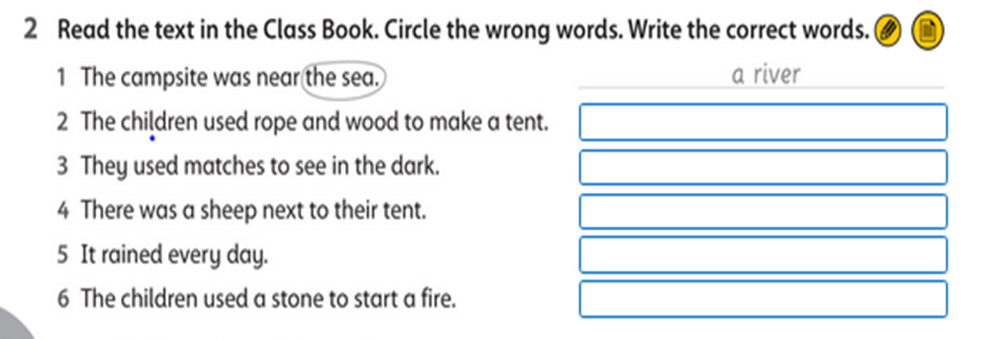 2 Read the text in the Class Book. Circle the wrong words. Write the correct words.
1 The campsite was near the sea. a river
2 The children used rope and wood to make a tent.
3 They used matches to see in the dark.
4 There was a sheep next to their tent.
5 It rained every day.
6 The children used a stone to start a fire.